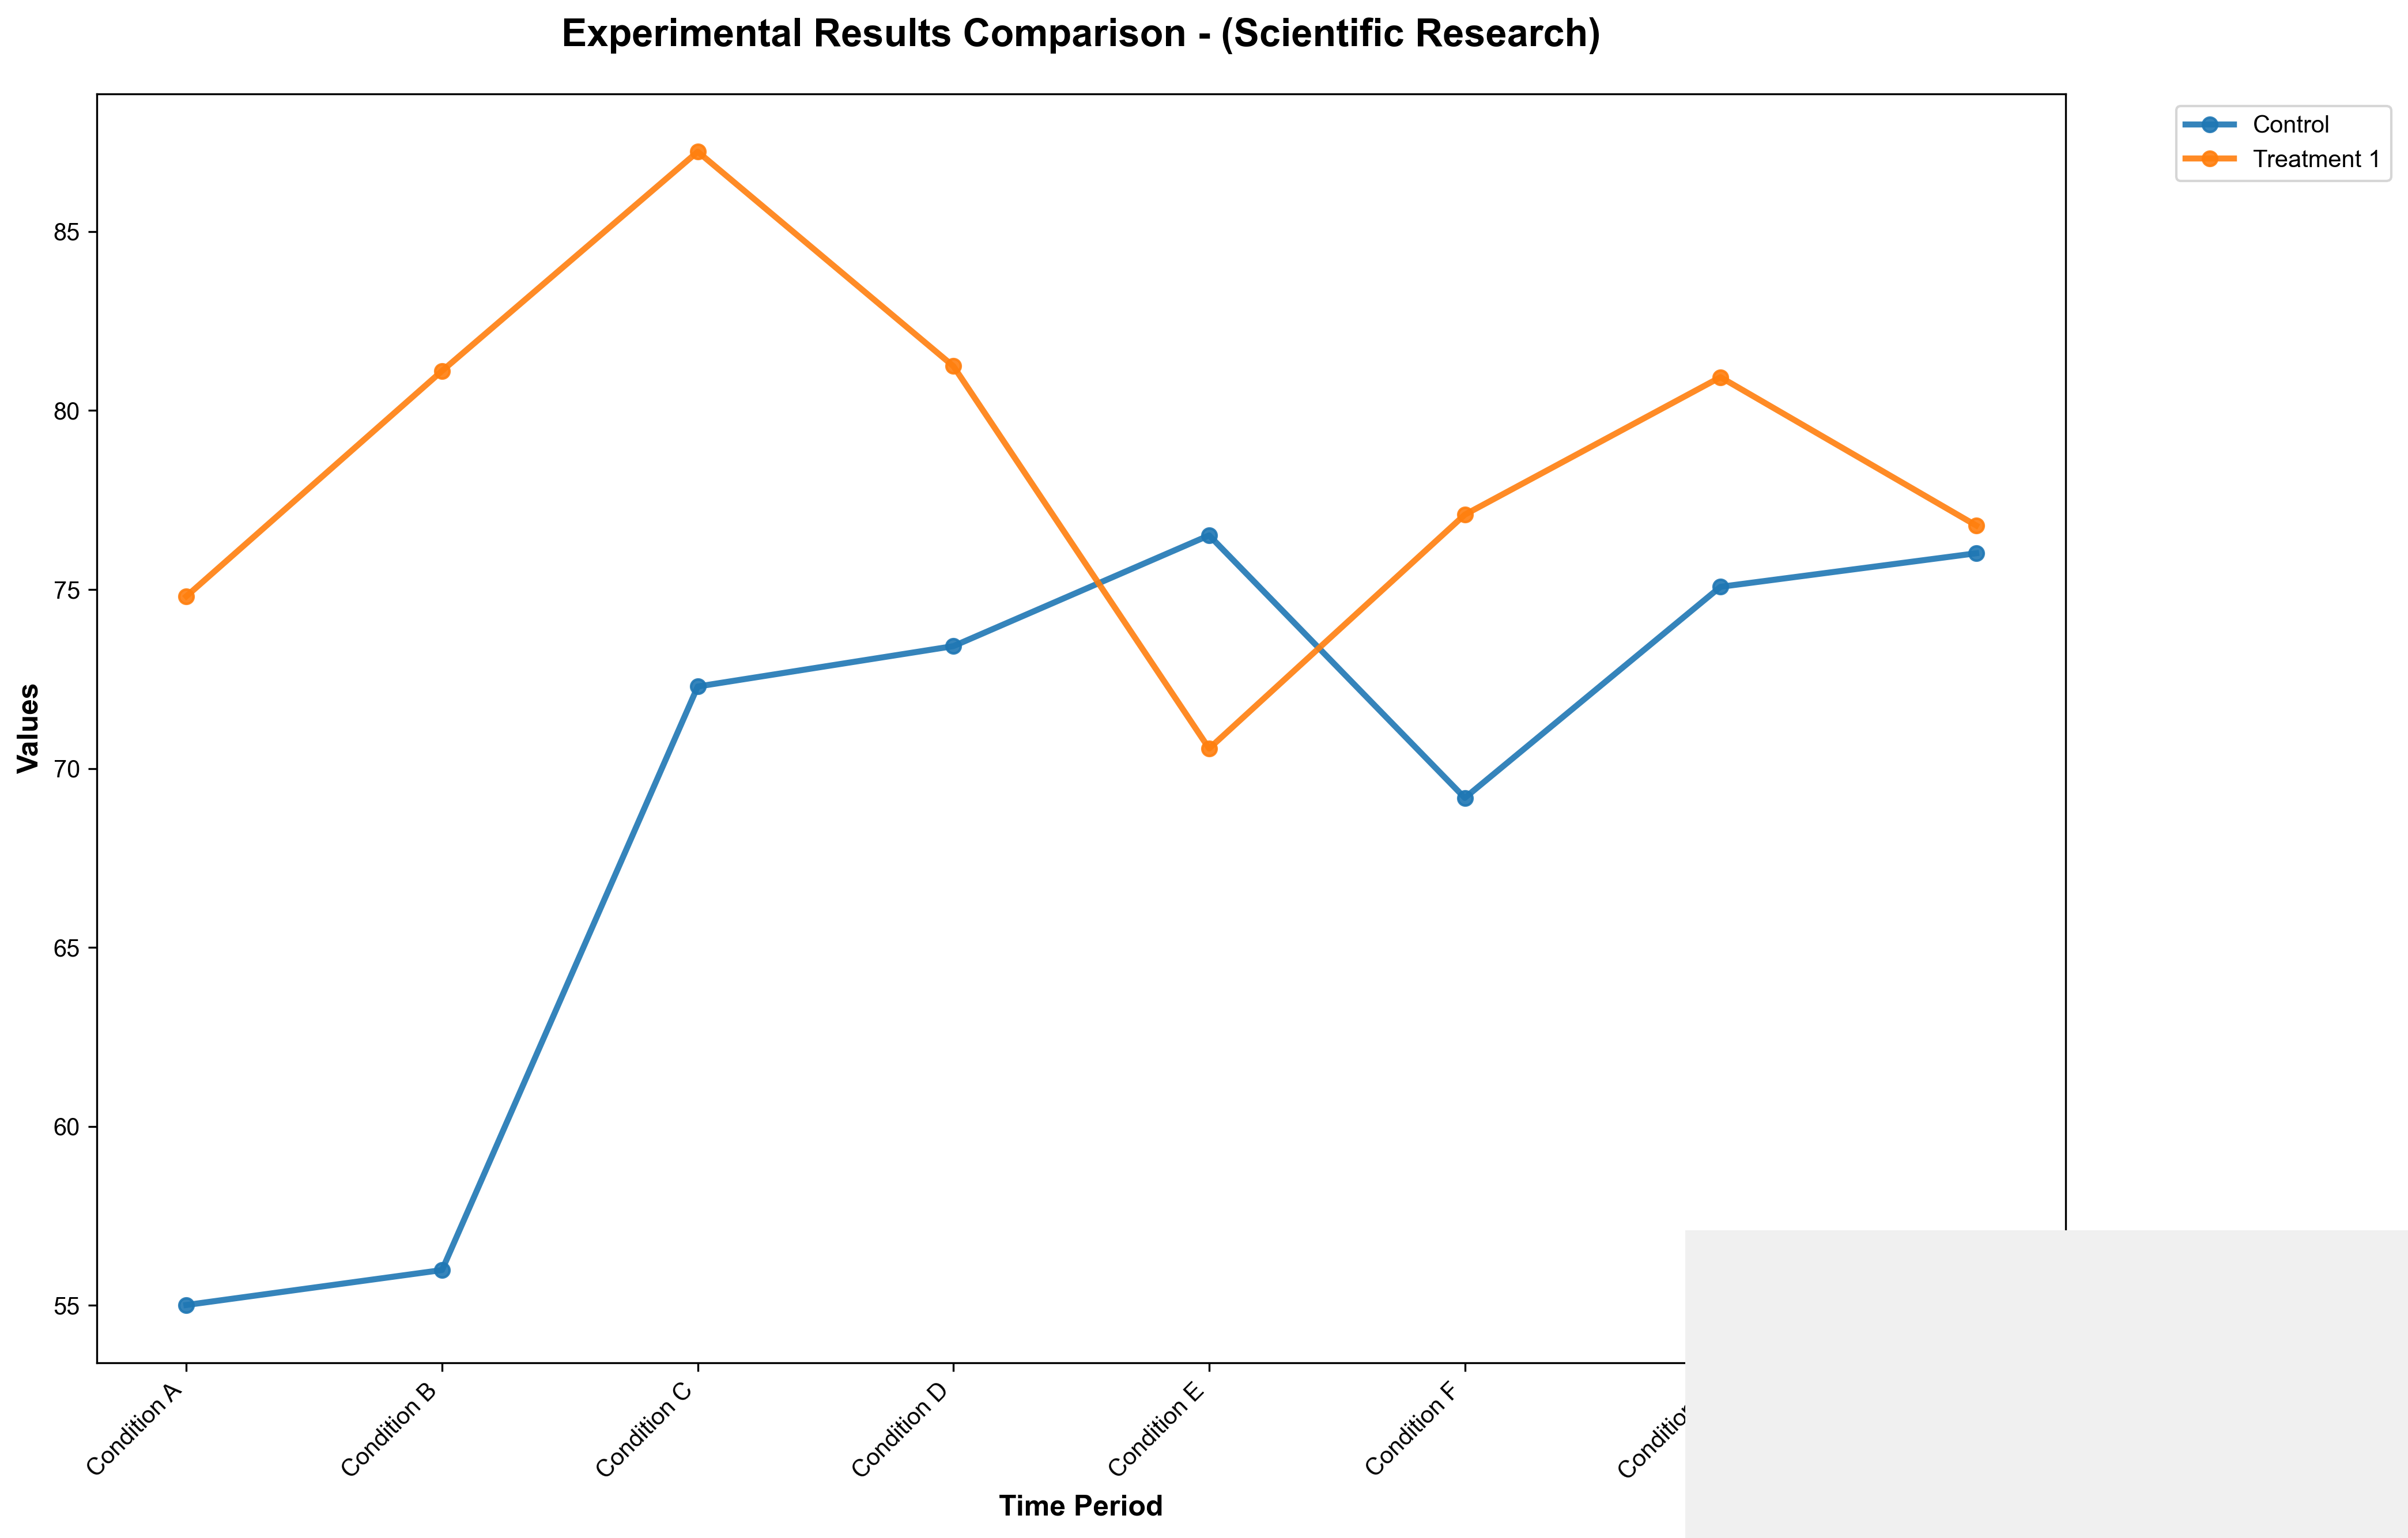 Experimental Results Comparison - (Scientific Research)
Control
Treatment 1
Values
85
80
75
70
65
60
55
Condition A
Condition B
Condition C
Condition D
Condition E
Condition F
Time Period